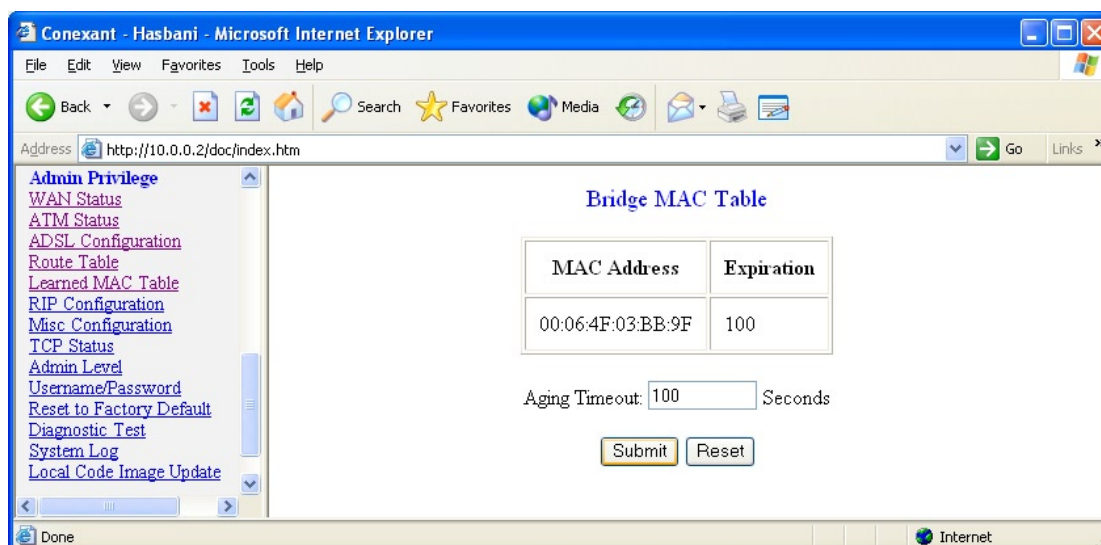 Conexant - Hasbani - Microsoft Internet Explorer
File Edit View Favorites Tools Help
Back Search Favorites Media
Address http://10.0.0.2/doc/index.htm Go Links »
Admin Privilege
WAN Status
ATM Status
ADSL Configuration
Route Table
Learned MAC Table
RIP Configuration
Misc Configuration
TCP Status
Admin Level
Username/Password
Reset to Factory Default
Diagnostic Test
System Log
Local Code Image Update
Bridge MAC Table
MAC Address Expiration
00:06:4F:03:BB:9F 100
Aging Timeout: 100 Seconds
Submit Reset
Done Internet